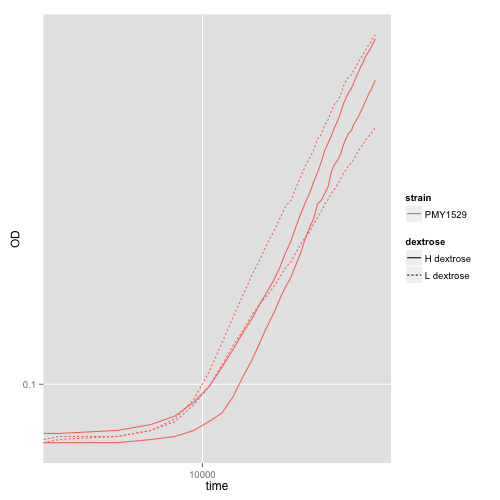 OD
0.1
10000
time
strain
PMY1529
dextrose
H dextrose
L dextrose